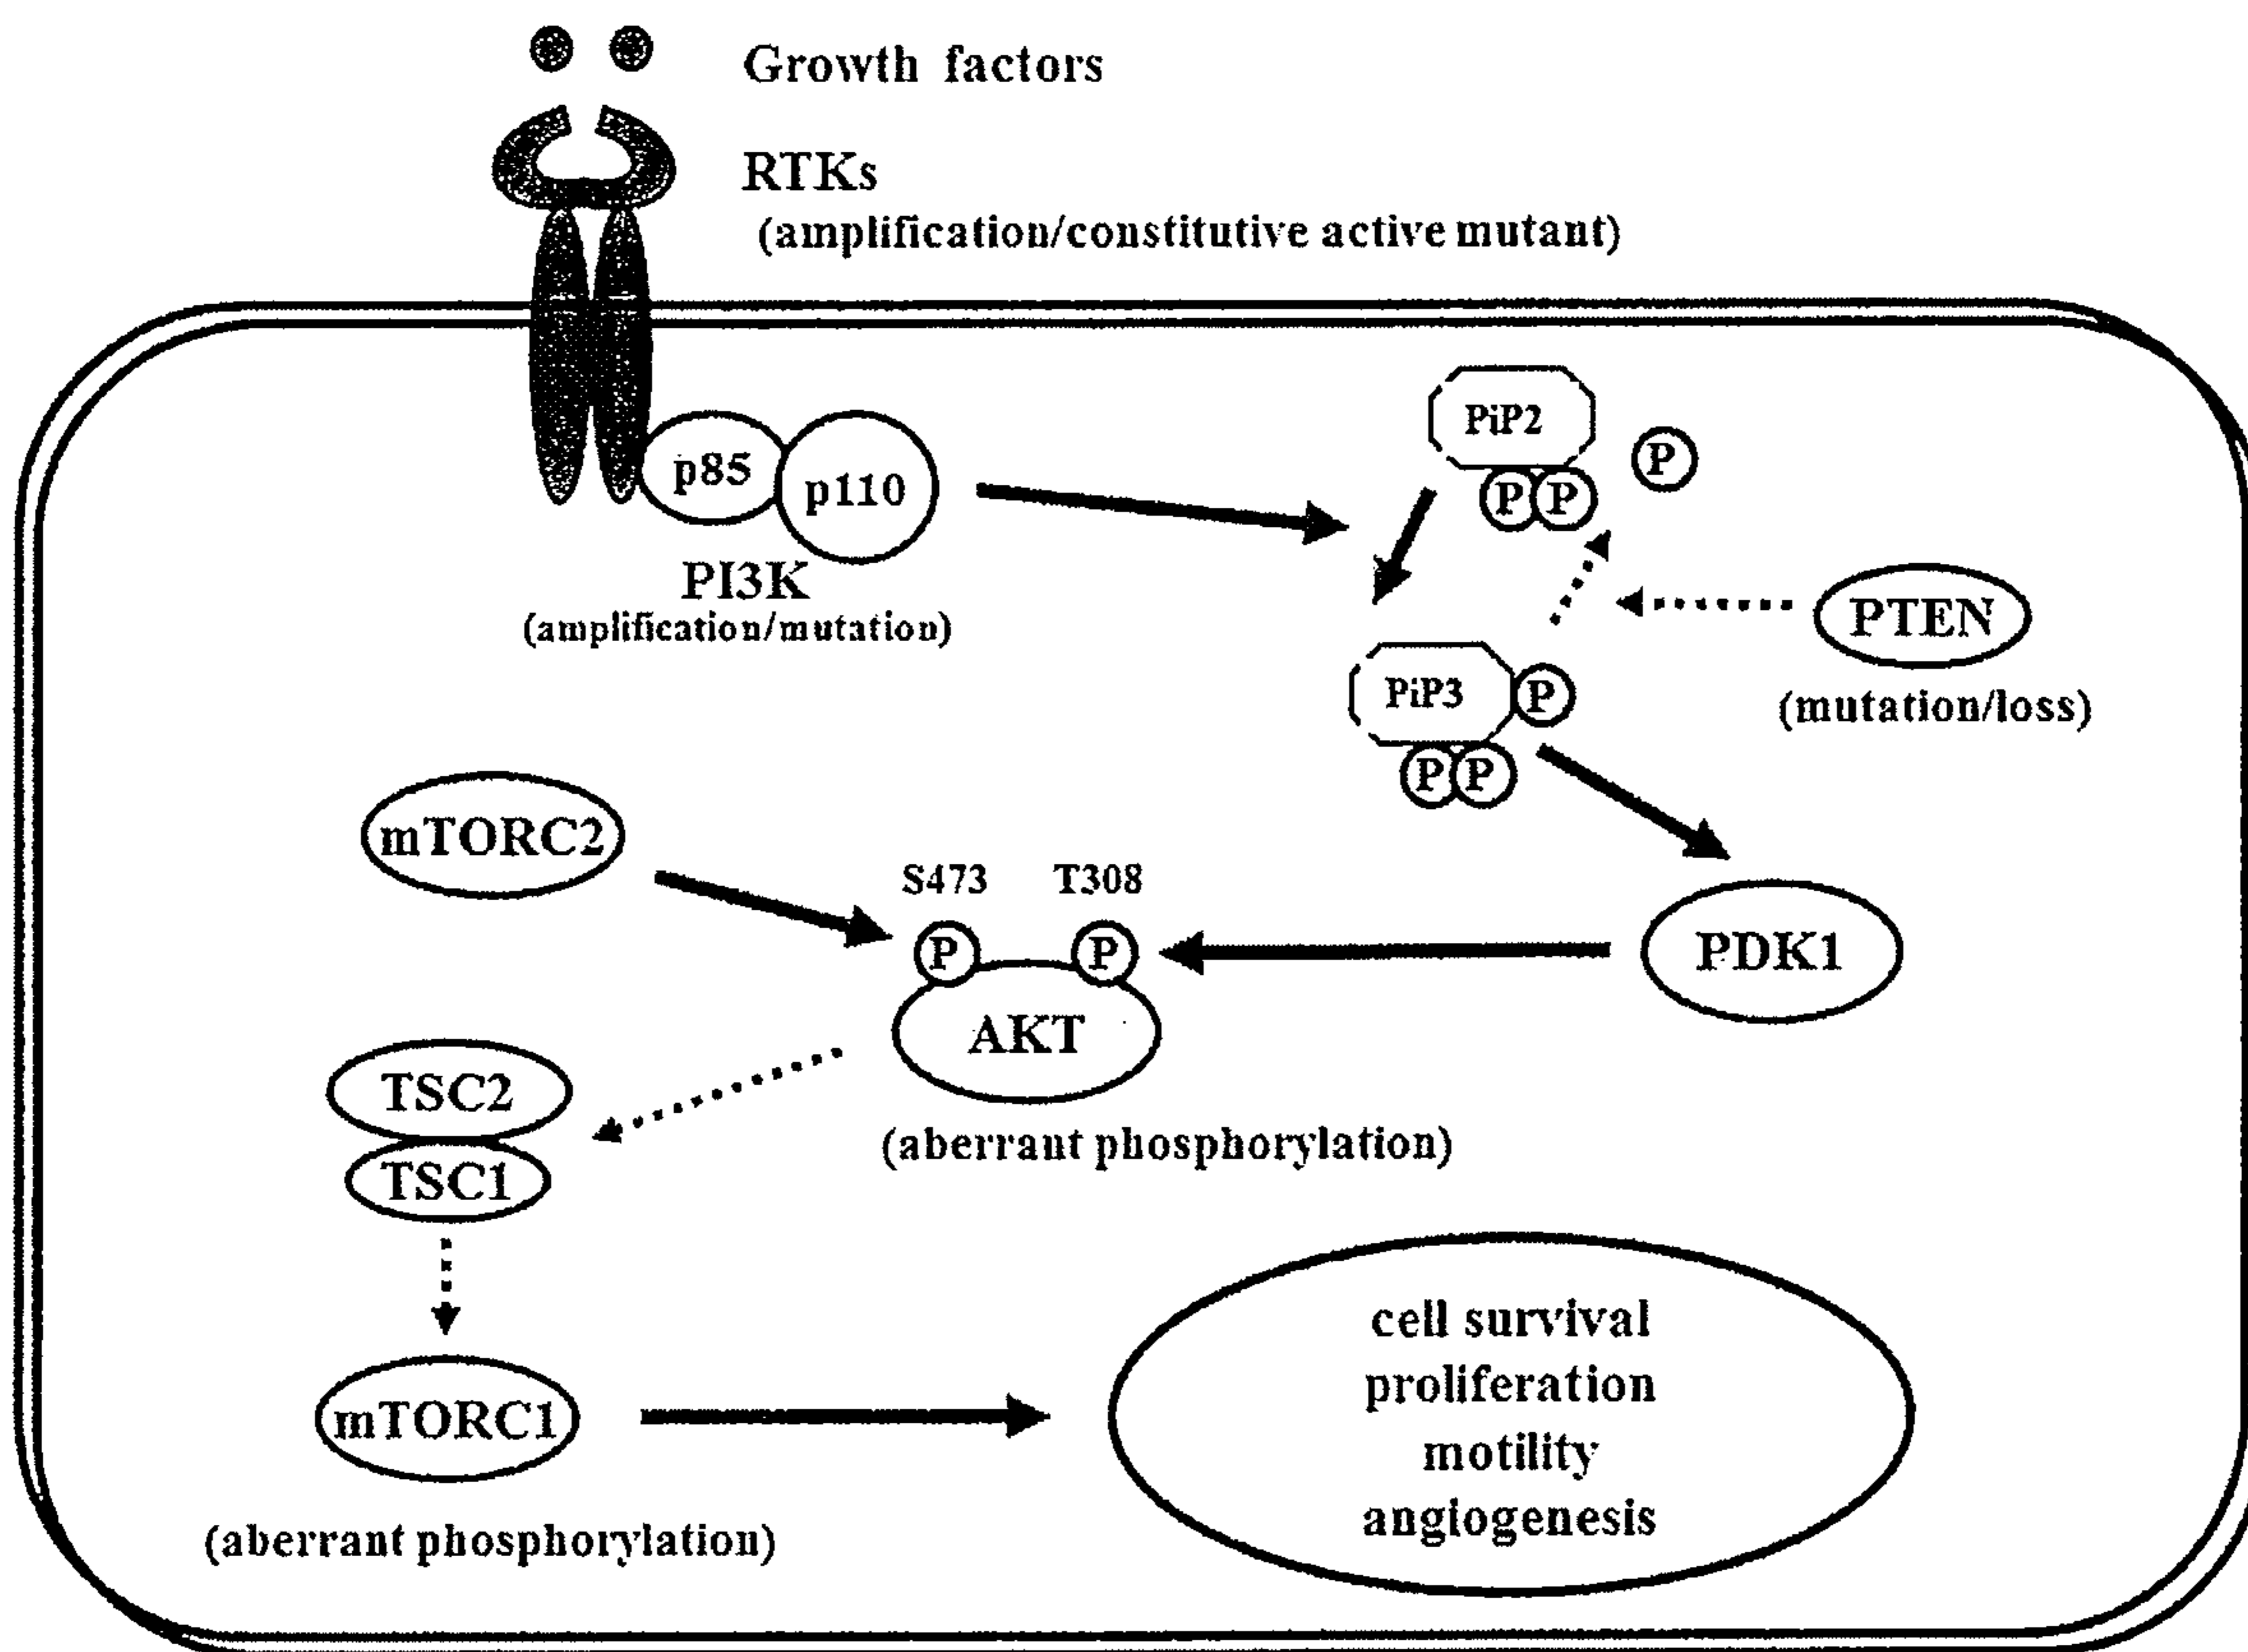 Growth factors
RTKs
(amplification/constitutive active mutant)
PiP2
P
P P
p85
p110
PI3K
(amplification/mutation)
PTEN
(mutation/loss)
PiP3
P
P P
mTORC2
S473 T308
P P
AKT
PDK1
(aberrant phosphorylation)
TSC2
TSC1
mTORC1
(aberrant phosphorylation)
cell survival
proliferation
motility
angiogenesis